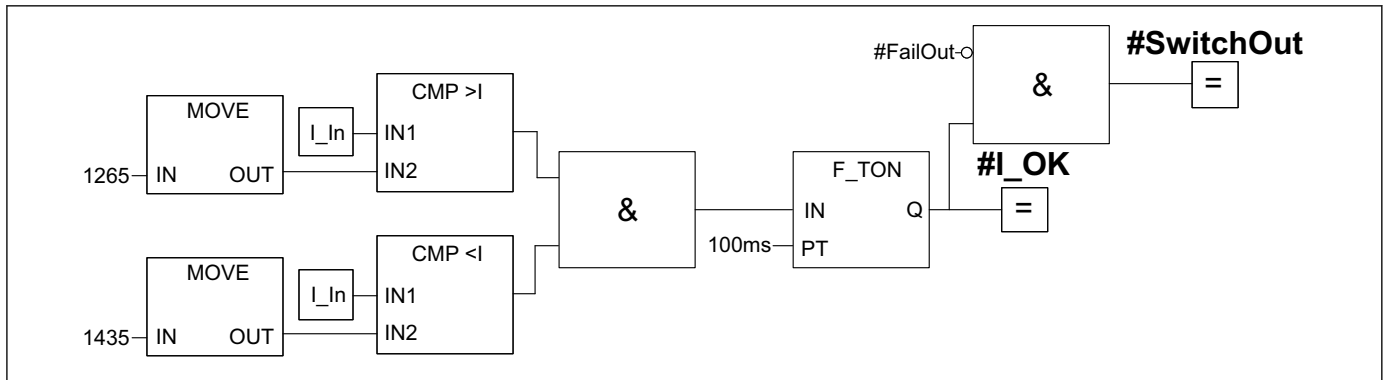 #SwitchOut
#FailOut
&
=
CMP >I
MOVE
I_In
IN1
1265
IN
OUT
IN2
&
F_TON
#I_OK
IN
Q
=
100ms
PT
CMP <I
MOVE
I_In
IN1
1435
IN
OUT
IN2